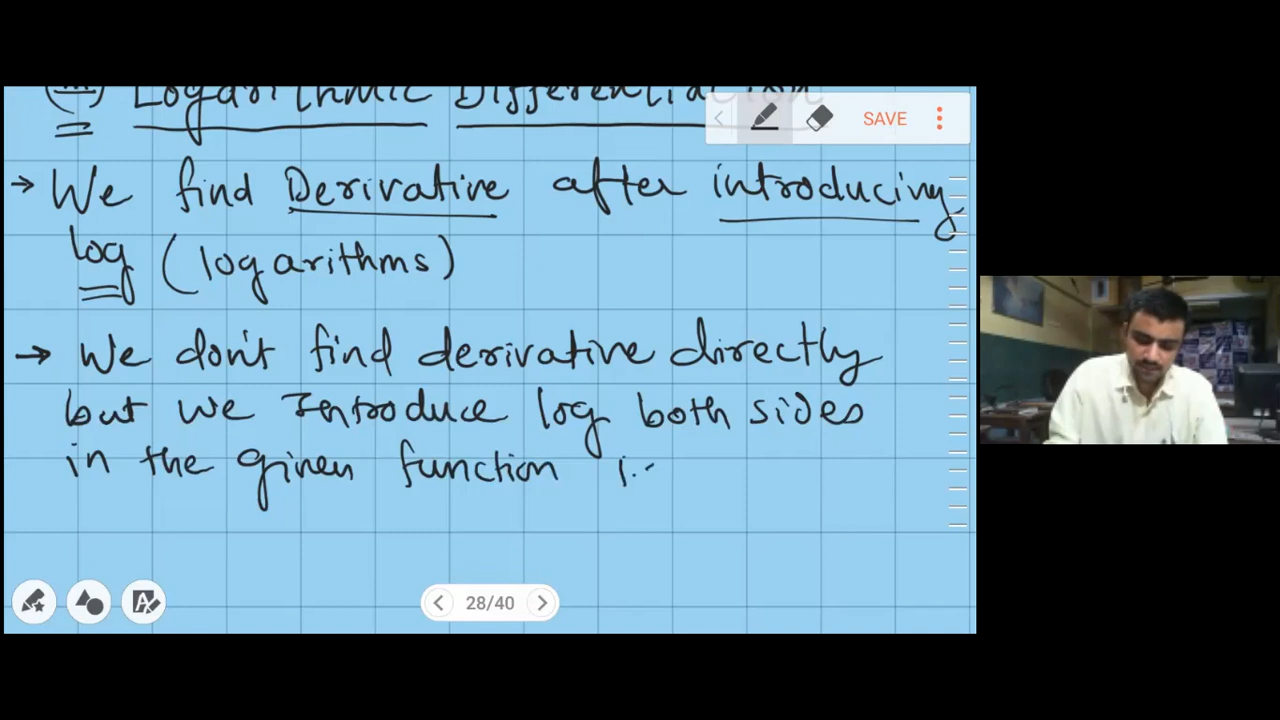 (iii) Logarithmic Differentiation
SAVE
→ We find Derivative after introducing
log (logarithms)
→ We don't find derivative directly
but we Introduce log both sides
in the given function i.
28/40